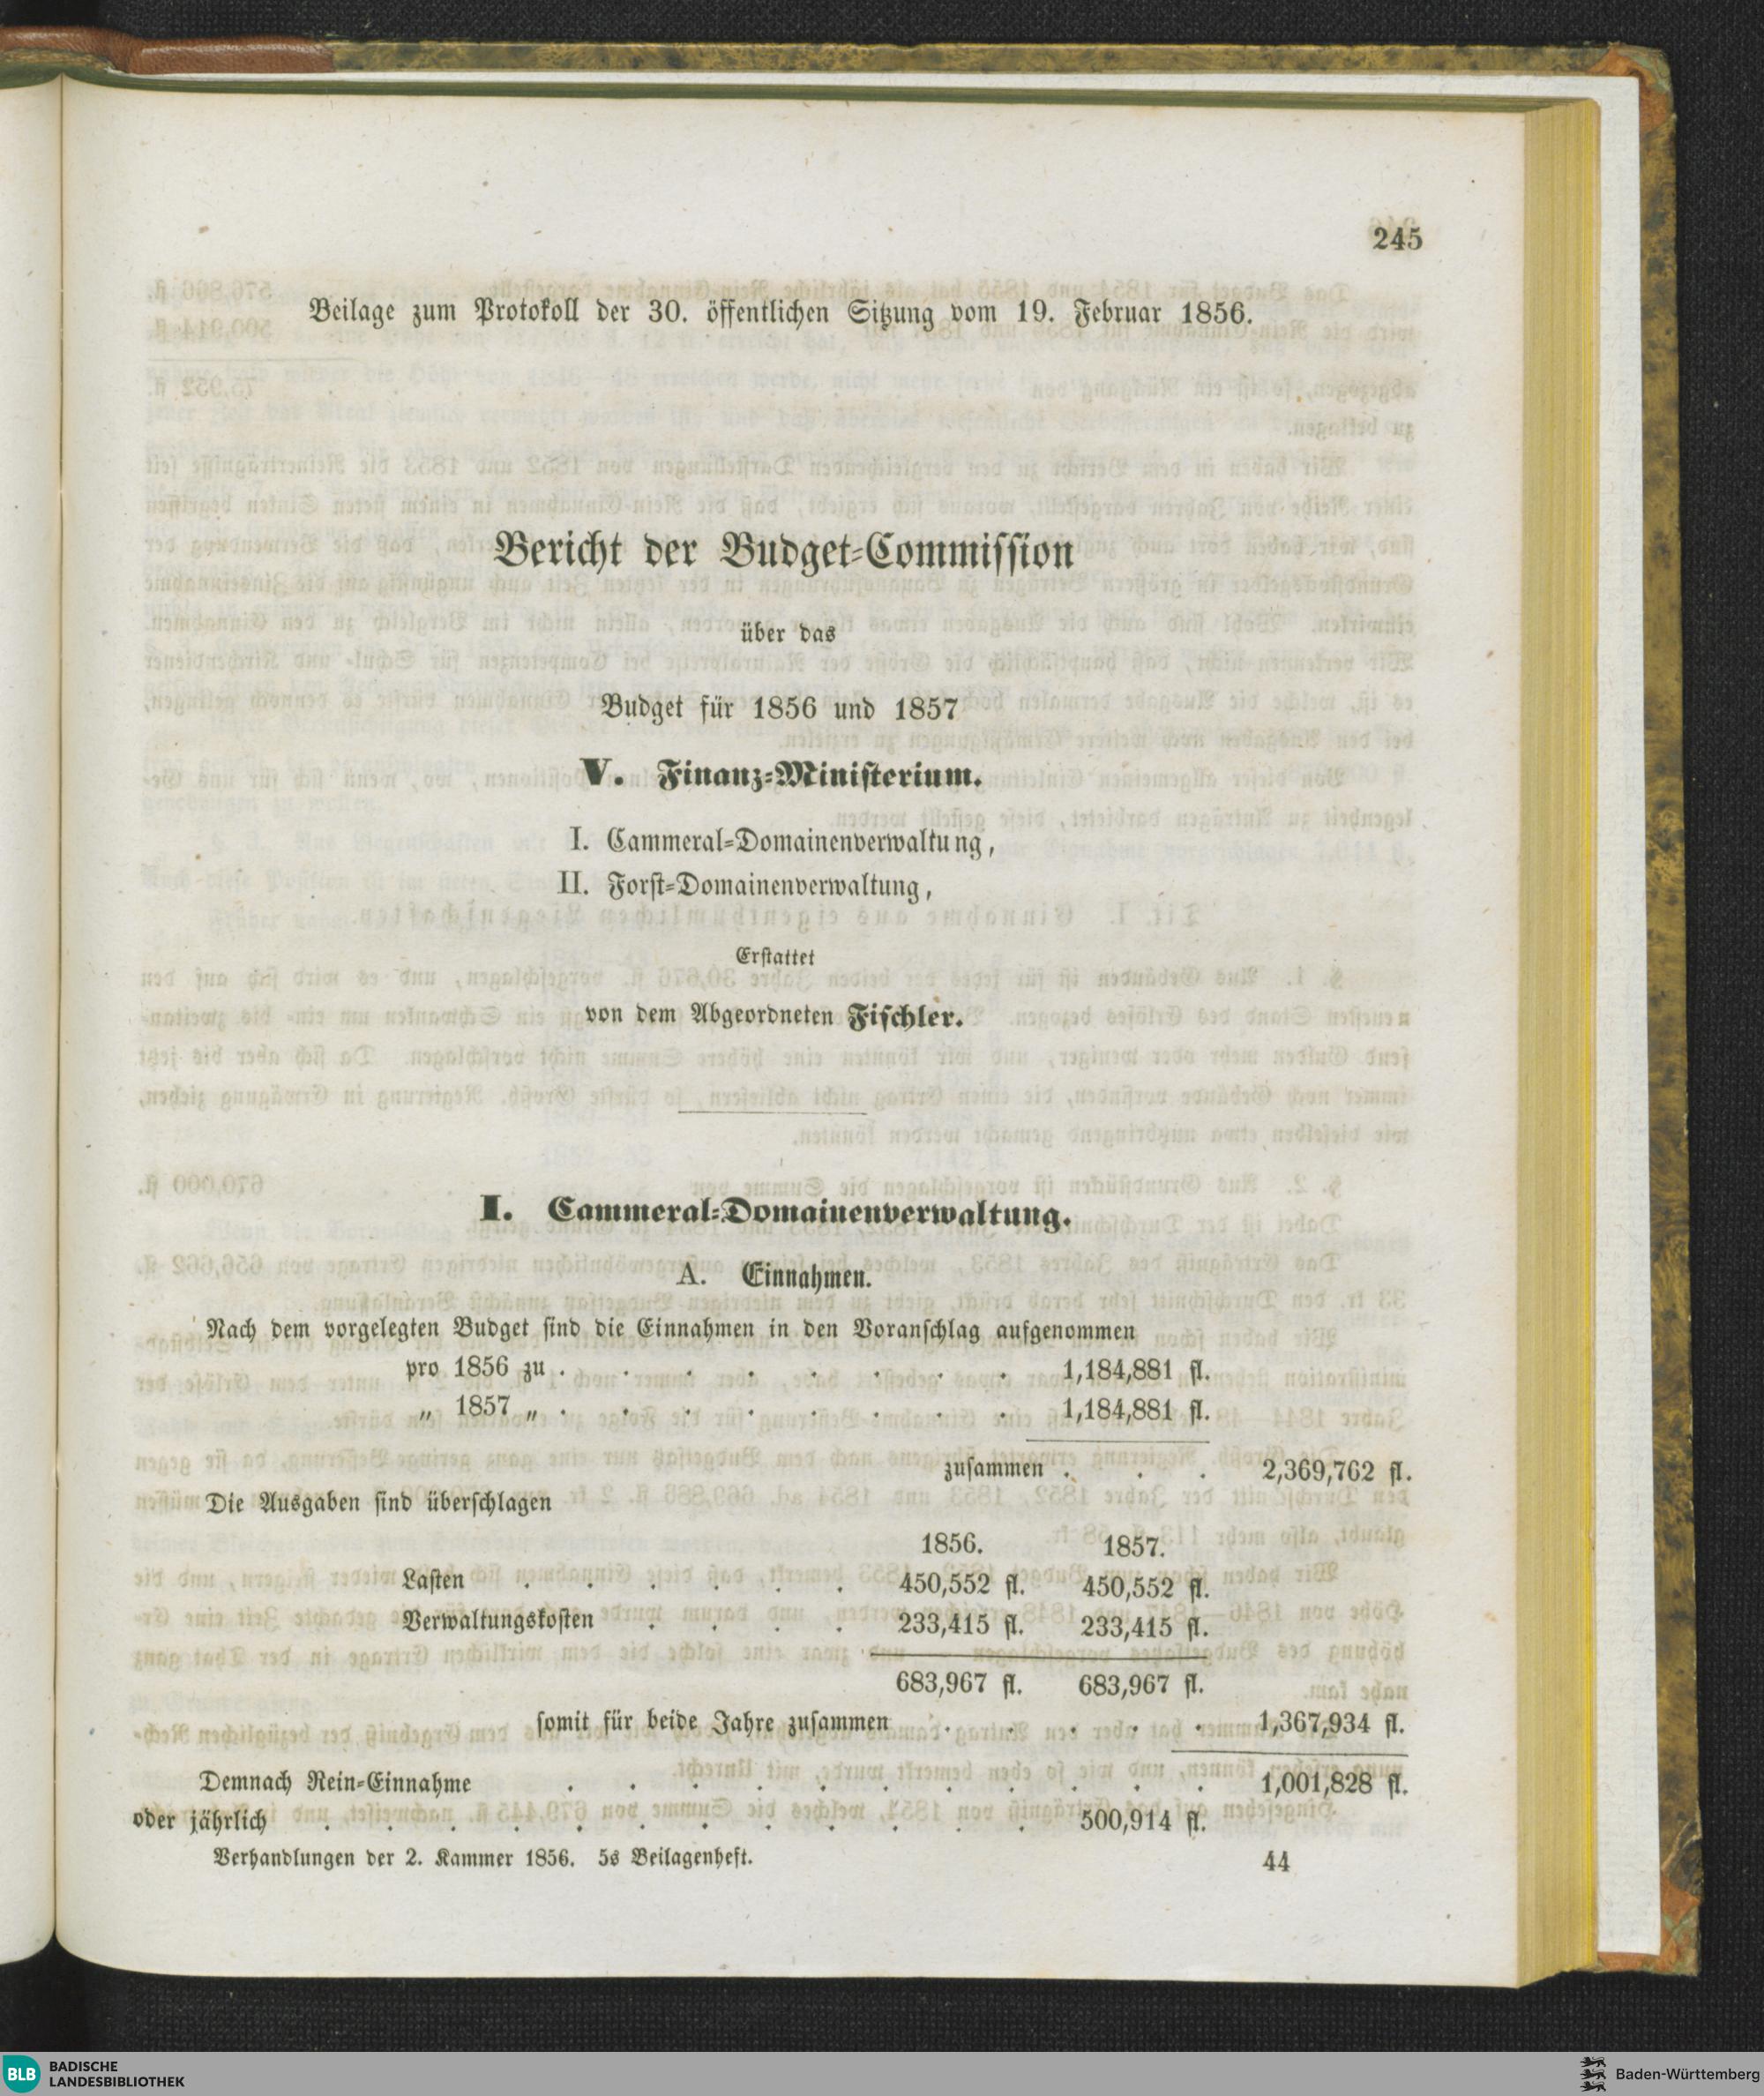 245
Beilage zum Protokoll der 30. öffentlichen Sitzung vom 19. Februar 1856.
Bericht der Budget-Commission
über das
Budget für 1856 und 1857
V. Finanz-Ministerium.
I. Cammeral-Domainenverwaltung,
II. Forst-Domainenverwaltung,
Erstattet
von dem Abgeordneten Fischler.
I. Cammeral-Domainenverwaltung.
A. Einnahmen.
Nach dem vorgelegten Budget sind die Einnahmen in den Voranschlag aufgenommen
pro 1856 zu . . . . . . . . 1,184,881 fl.
„ 1857 „ . . . . . . . . 1,184,881 fl.
zusammen . . . 2,369,762 fl.
Die Ausgaben sind überschlagen
1856. 1857.
Lasten . . . . . . 450,552 fl. 450,552 fl.
Verwaltungskosten . . . . 233,415 fl. 233,415 fl.
683,967 fl. 683,967 fl.
somit für beide Jahre zusammen . . . . . 1,367,934 fl.
Demnach Rein-Einnahme . . . . . . . . . . . 1,001,828 fl.
oder jährlich . . . . . . . . . . . . 500,914 fl.
Verhandlungen der 2. Kammer 1856. 5s Beilagenheft. 44
BLB BADISCHE
LANDESBIBLIOTHEK
Baden-Württemberg